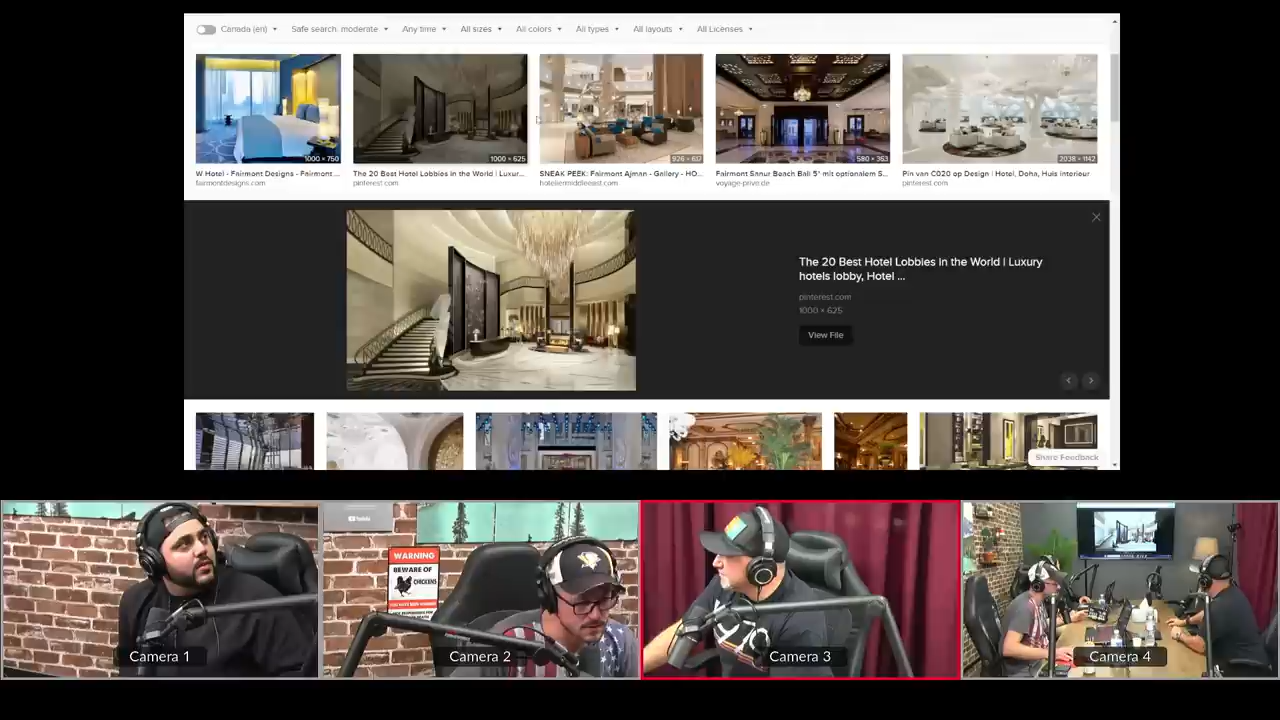 Canada (en) Safe search: moderate Any time All sizes All colors All types All layouts All Licenses
1000 × 750 1000 × 625 926 × 617 580 × 363 2038 × 1142
W Hotel - Fairmont Designs - Fairmont ... The 20 Best Hotel Lobbies in the World | Luxur... SNEAK PEEK: Fairmont Ajman - Gallery - HO... Fairmont Sanur Beach Bali 5* mit optionalem S... Pin van C020 op Design | Hotel, Doha, Huis interieur
fairmontdesigns.com pinterest.com hoteliermiddleeast.com voyage-prive.de pinterest.com
The 20 Best Hotel Lobbies in the World | Luxury
hotels lobby, Hotel ...
pinterest.com
1000 × 625
View File
Share Feedback
YouTube
WARNING
BEWARE OF
CHICKENS
Camera 1 Camera 2 Camera 3 Camera 4